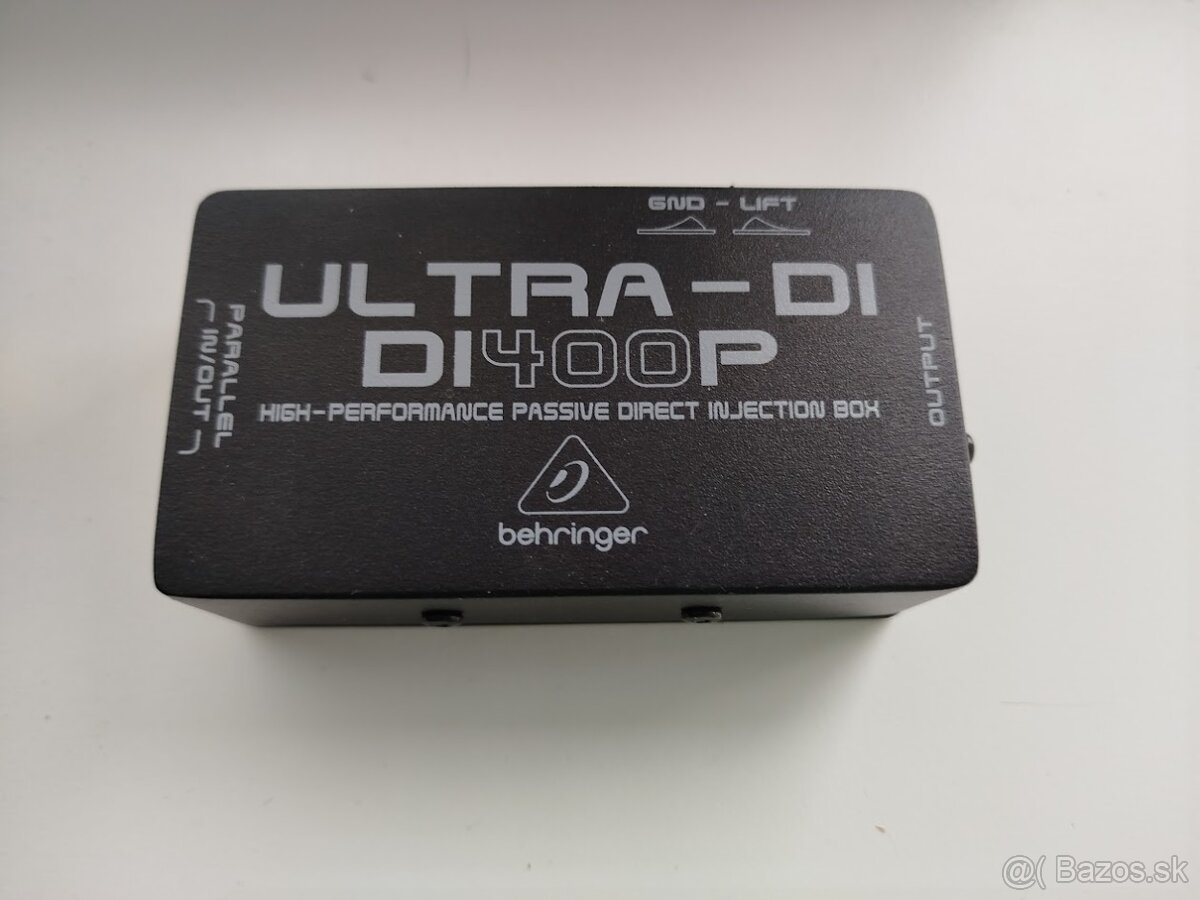 GND - LIFT
ULTRA-DI
DI400P
HIGH-PERFORMANCE PASSIVE DIRECT INJECTION BOX
PARALLEL
IN/OUT
OUTPUT
behringer
@( Bazos.sk